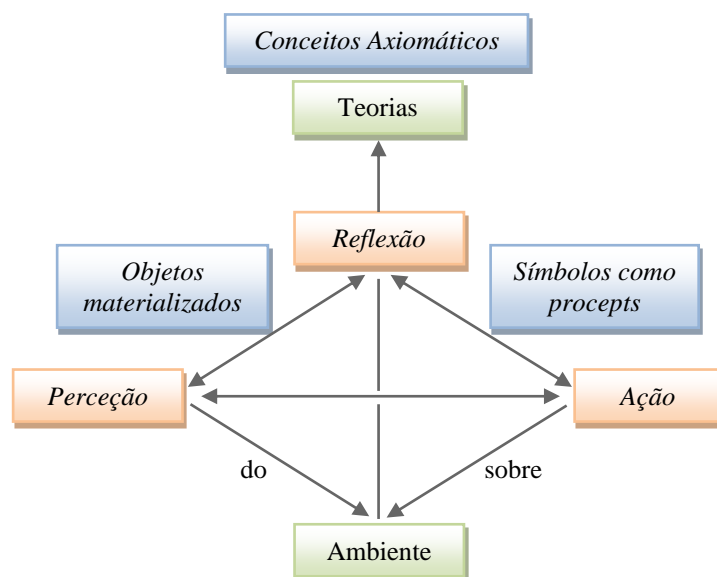 Conceitos Axiomáticos
Teorias
Reflexão
Objetos
materializados
Símbolos como
procepts
Perceção
Ação
do
sobre
Ambiente